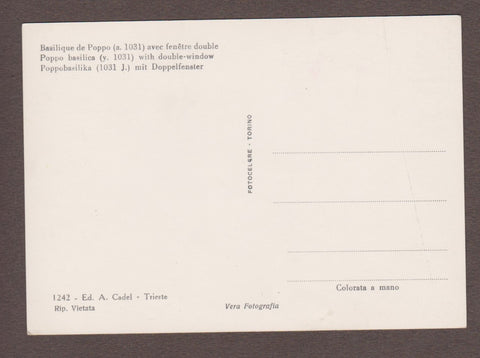 Basilique de Poppo (a. 1031) avec fenêtre double
Poppo basilica (y. 1031) with double-window
Poppobasilika (1031 J.) mit Doppelfenster
FOTOCELERE - TORINO
Colorata a mano
1242 - Ed. A. Cadel - Trieste
Rip. Vietata
Vera Fotografia